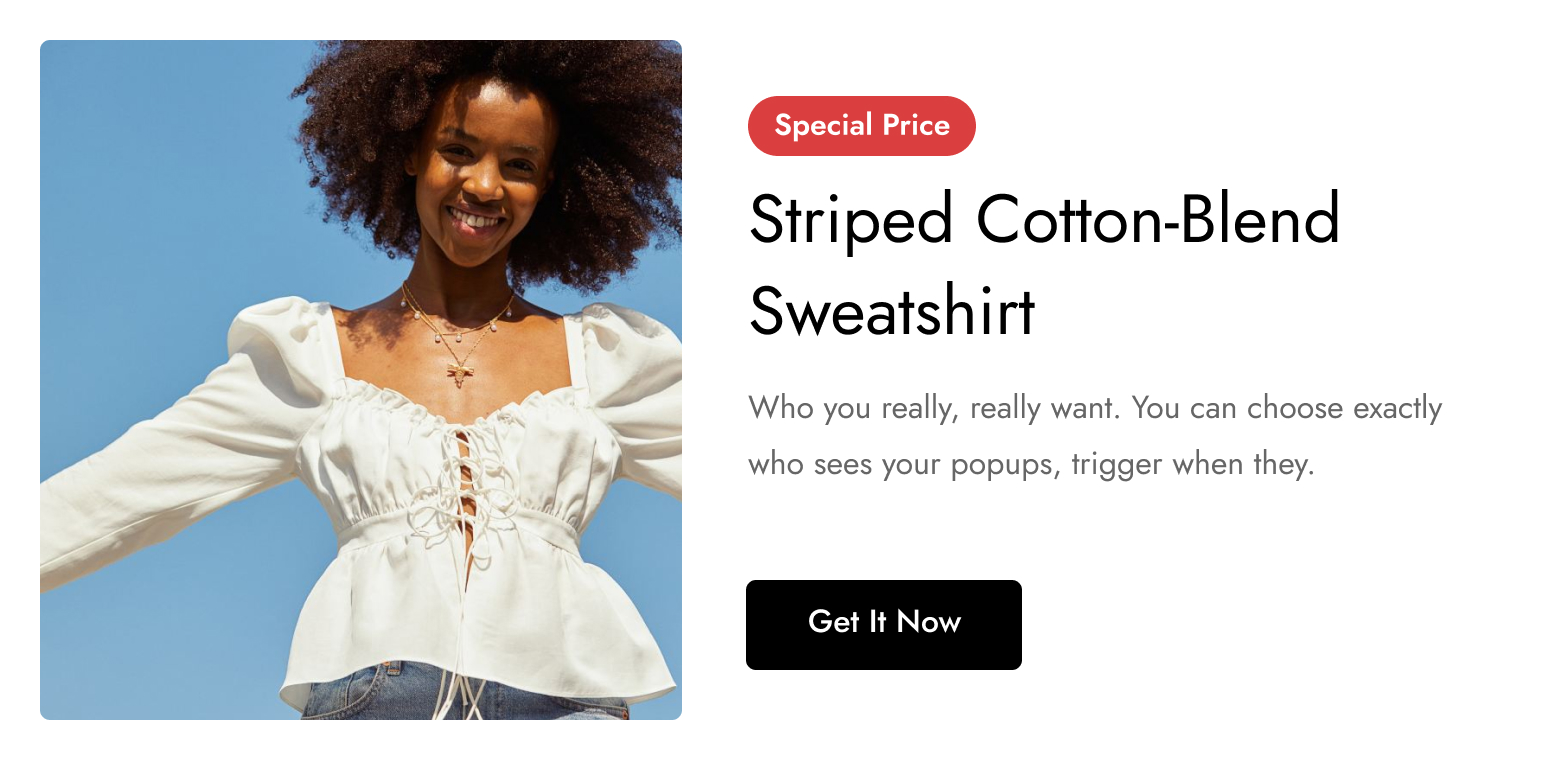 Special Price
Striped Cotton-Blend
Sweatshirt
Who you really, really want. You can choose exactly
who sees your popups, trigger when they.
Get It Now